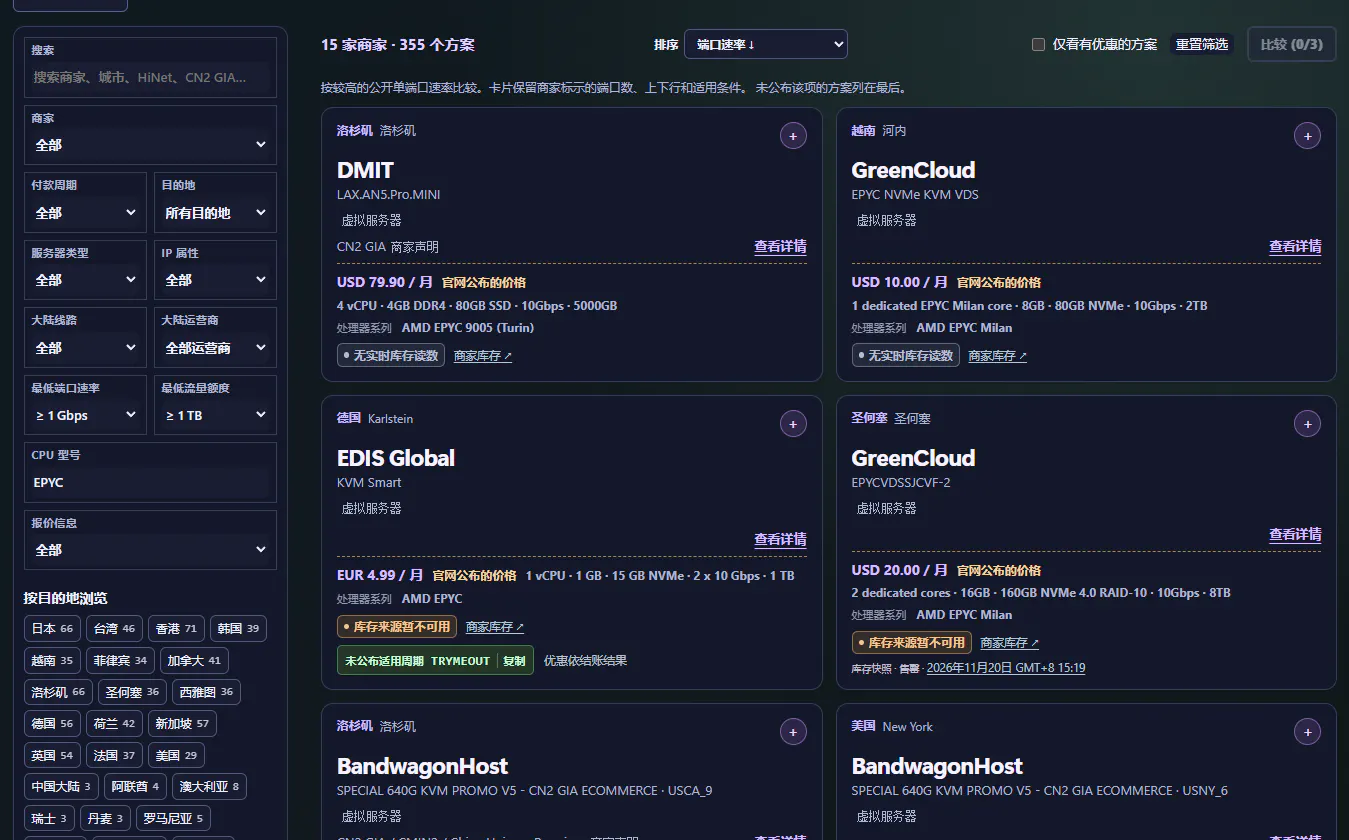 搜索
搜索商家、城市、HiNet、CN2 GIA...
商家
全部
付款周期 目的地
全部 所有目的地
服务器类型 IP 属性
全部 全部
大陆线路 大陆运营商
全部 全部运营商
最低端口速率 最低流量额度
≥ 1 Gbps ≥ 1 TB
CPU 型号
EPYC
报价信息
全部
按目的地浏览
日本 66 台湾 46 香港 71 韩国 39
越南 35 菲律宾 34 加拿大 41
洛杉矶 66 圣何塞 36 西雅图 36
德国 56 荷兰 42 新加坡 57
英国 54 法国 37 美国 29
中国大陆 3 阿联酋 4 澳大利亚 8
瑞士 3 丹麦 3 罗马尼亚 5
15 家商家 · 355 个方案 排序 端口速率 ↓ 仅看有优惠的方案 重置筛选 比较 (0/3)
按较高的公开单端口速率比较。卡片保留商家标示的端口数、上下行和适用条件。 未公布该项的方案列在最后。
洛杉矶 洛杉矶 +
DMIT
LAX.AN5.Pro.MINI
虚拟服务器
CN2 GIA 商家声明 查看详情
USD 79.90 / 月 官网公布的价格
4 vCPU · 4GB DDR4 · 80GB SSD · 10Gbps · 5000GB
处理器系列 AMD EPYC 9005 (Turin)
• 无实时库存读数 商家库存 ↗
越南 河内 +
GreenCloud
EPYC NVMe KVM VDS
虚拟服务器
查看详情
USD 10.00 / 月 官网公布的价格
1 dedicated EPYC Milan core · 8GB · 80GB NVMe · 10Gbps · 2TB
处理器系列 AMD EPYC Milan
• 无实时库存读数 商家库存 ↗
德国 Karlstein +
EDIS Global
KVM Smart
虚拟服务器
查看详情
EUR 4.99 / 月 官网公布的价格 1 vCPU · 1 GB · 15 GB NVMe · 2 x 10 Gbps · 1 TB
处理器系列 AMD EPYC
• 库存来源暂不可用 商家库存 ↗
未公布适用周期 TRYMEOUT 复制 优惠依结账结果
圣何塞 圣何塞 +
GreenCloud
EPYCVDSSJCVF-2
虚拟服务器
查看详情
USD 20.00 / 月 官网公布的价格
2 dedicated cores · 16GB · 160GB NVMe 4.0 RAID-10 · 10Gbps · 8TB
处理器系列 AMD EPYC Milan
• 库存来源暂不可用 商家库存 ↗
库存快照 · 售罄 · 2026年11月20日 GMT+8 15:19
洛杉矶 洛杉矶 +
BandwagonHost
SPECIAL 640G KVM PROMO V5 - CN2 GIA ECOMMERCE · USCA_9
虚拟服务器
美国 New York +
BandwagonHost
SPECIAL 640G KVM PROMO V5 - CN2 GIA ECOMMERCE · USNY_6
虚拟服务器